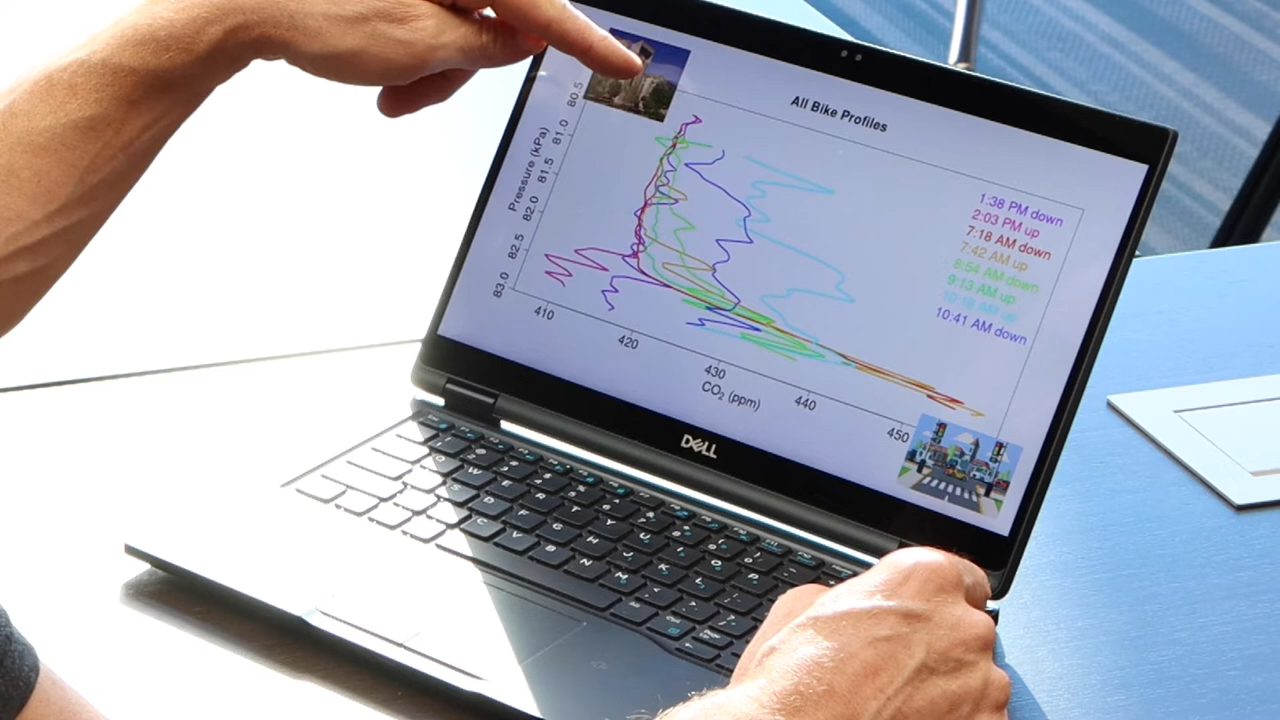 All Bike Profiles
Pressure (kPa)
80.5
81.0
81.5
82.0
82.5
83.0
1:38 PM down
2:03 PM up
7:18 AM down
7:42 AM up
8:54 AM down
9:13 AM up
10:41 AM down
410
420
430
440
450
CO₂ (ppm)
DELL